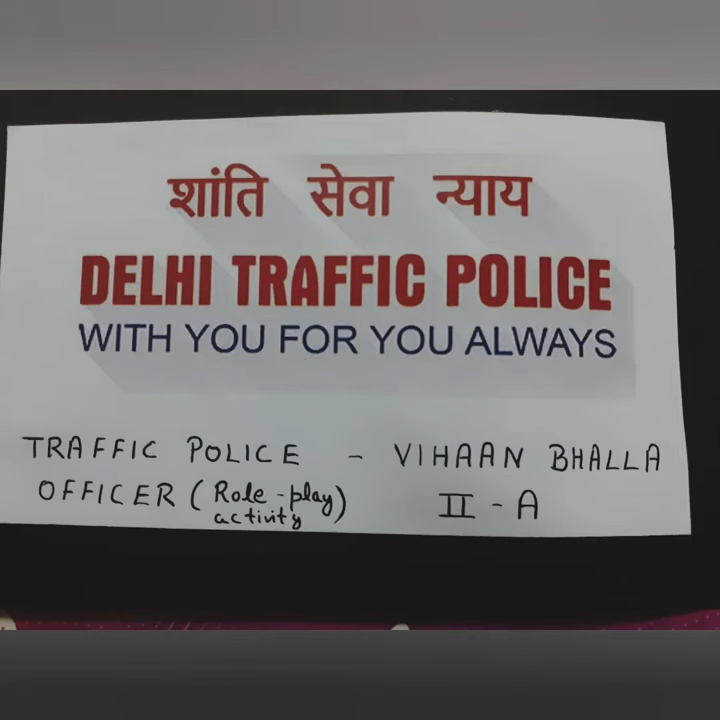 शांति सेवा न्याय
DELHI TRAFFIC POLICE
WITH YOU FOR YOU ALWAYS
TRAFFIC POLICE - VIHAAN BHALLA
OFFICER (Role-play activity) II - A